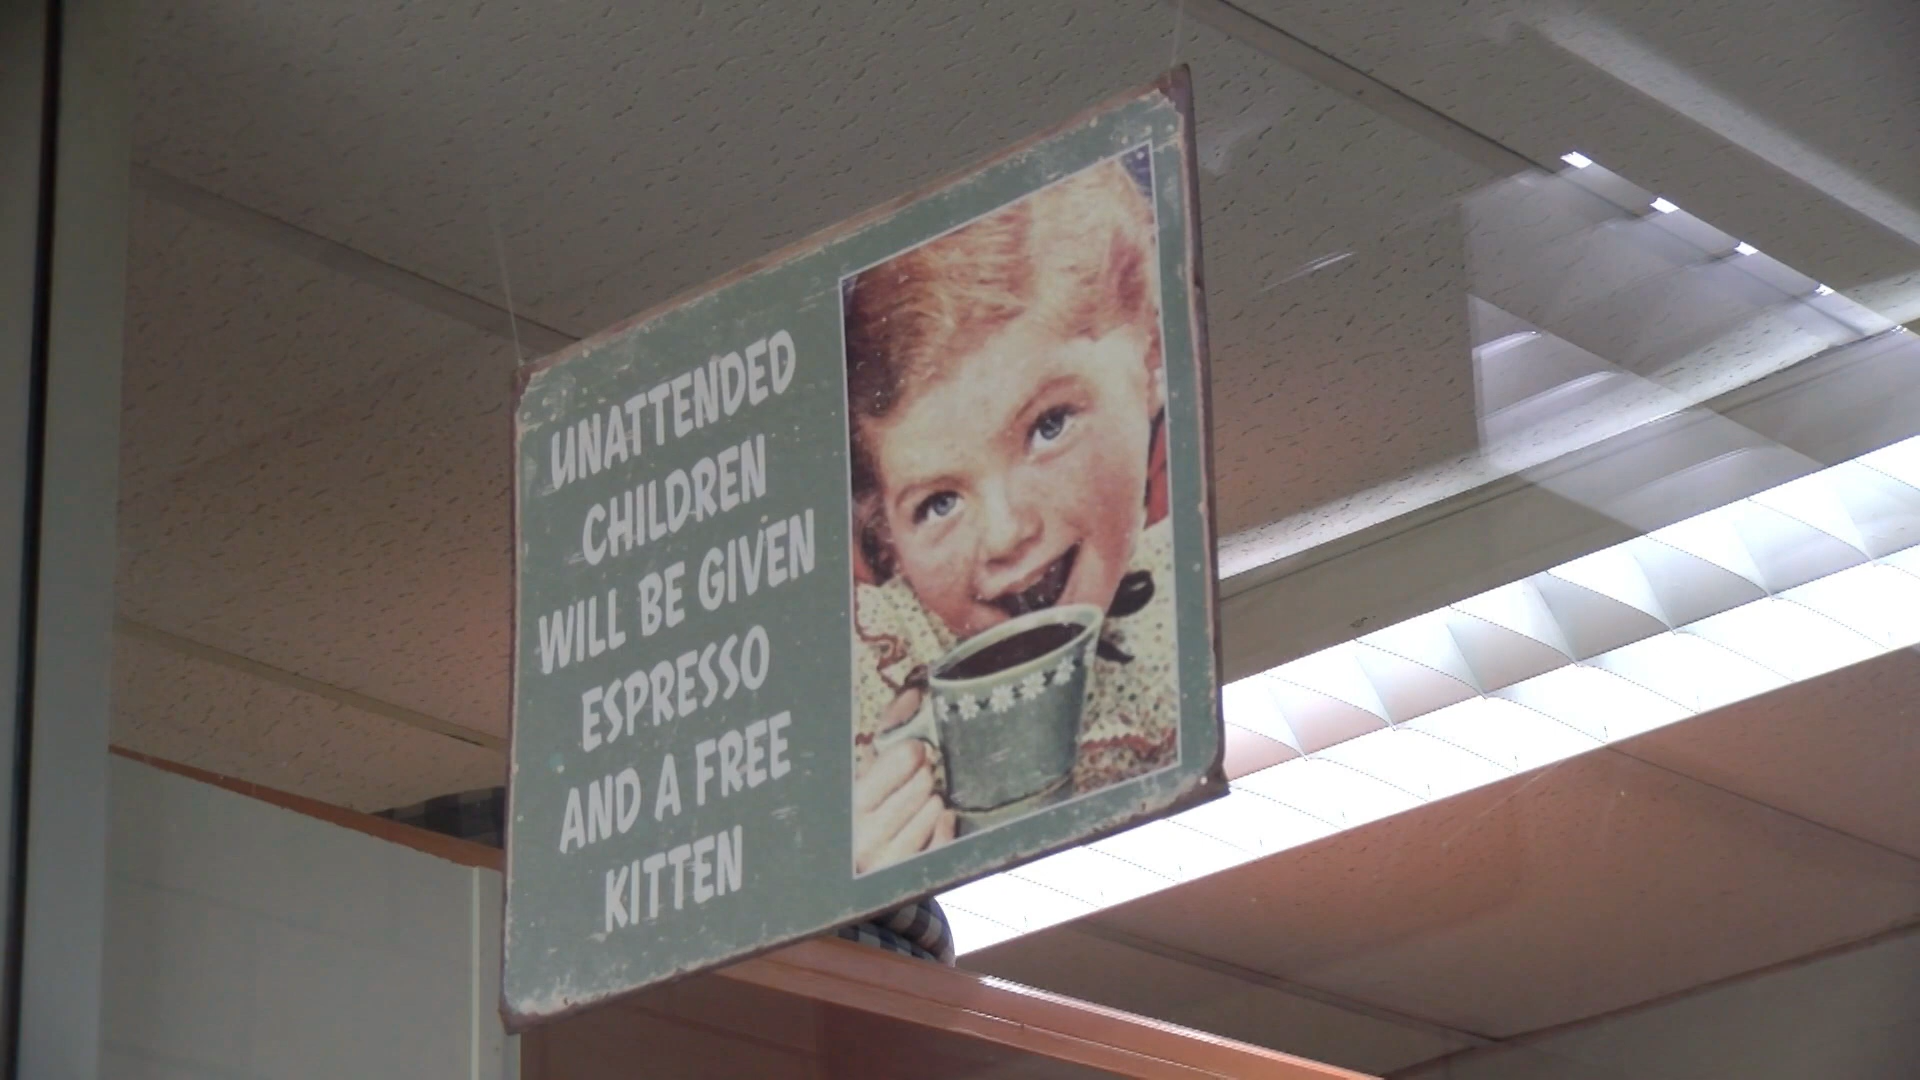 UNATTENDED
CHILDREN
WILL BE GIVEN
ESPRESSO
AND A FREE
KITTEN